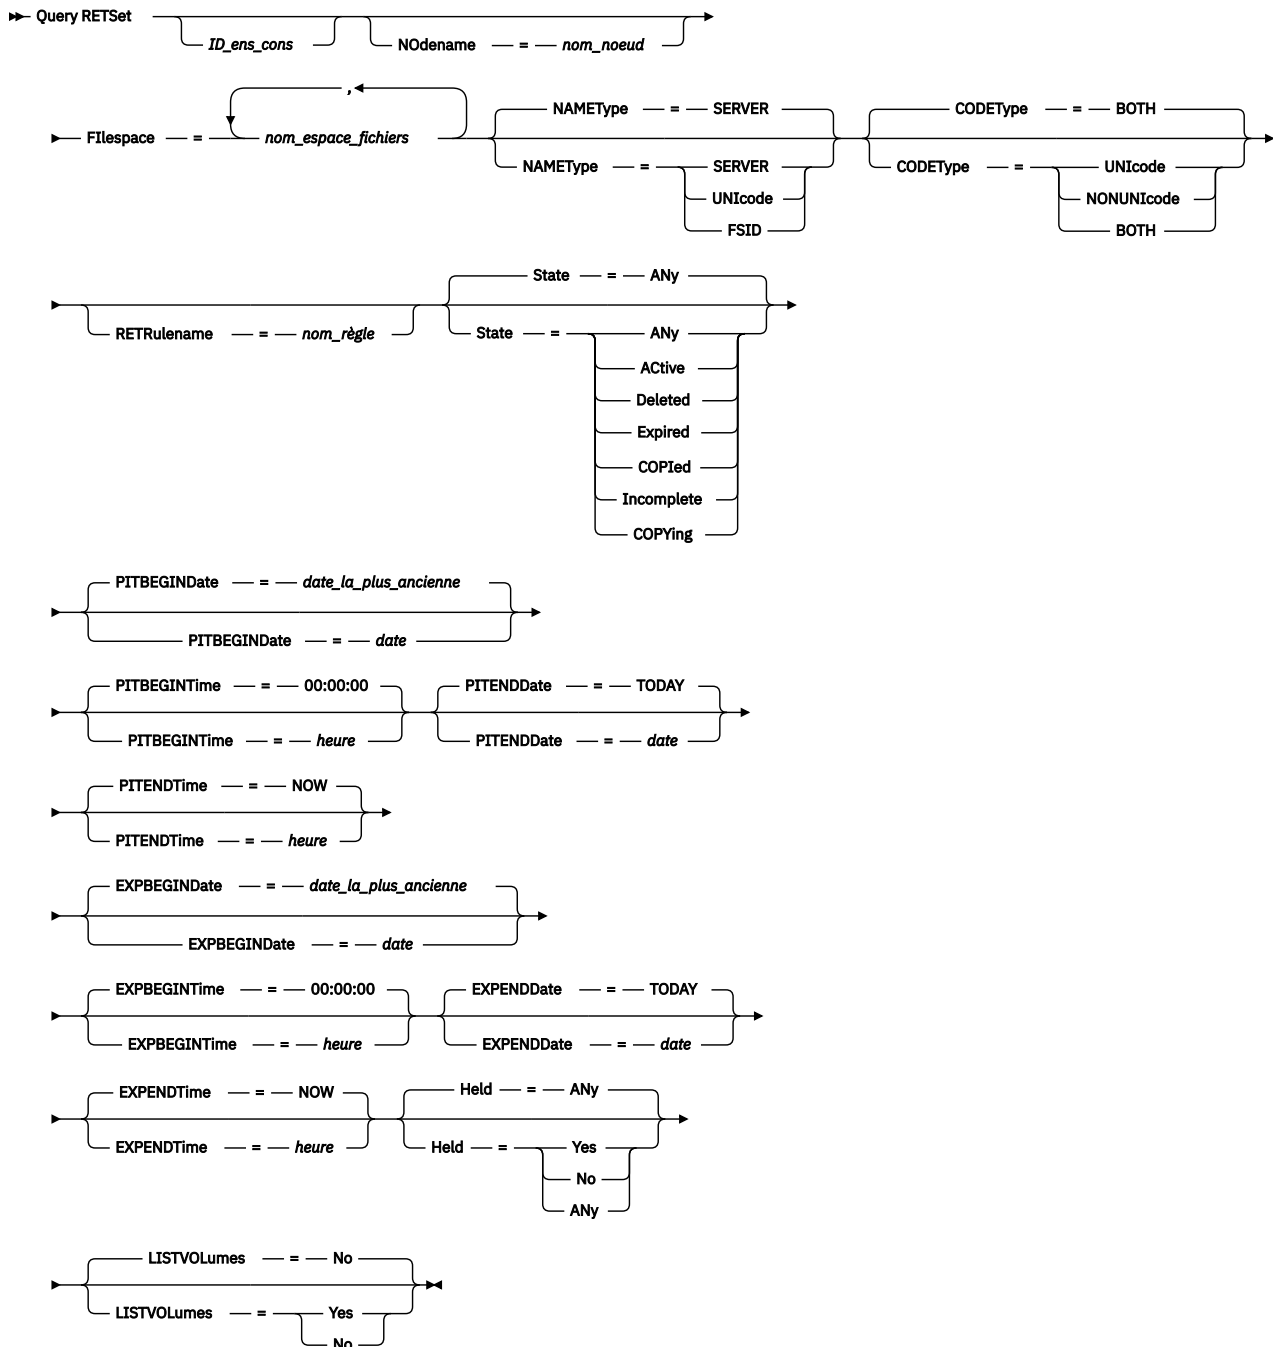 Query RETSet
ID_ens_cons
NOdename = nom_noeud
,
FIlespace = nom_espace_fichiers
NAMEType = SERVER
NAMEType = SERVER
UNIcode
FSID
CODEType = BOTH
CODEType = UNIcode
NONUNIcode
BOTH
RETRulename = nom_règle
State = ANy
State = ANy
ACtive
Deleted
Expired
COPIed
Incomplete
COPYing
PITBEGINDate = date_la_plus_ancienne
PITBEGINDate = date
PITBEGINTime = 00:00:00
PITBEGINTime = heure
PITENDDate = TODAY
PITENDDate = date
PITENDTime = NOW
PITENDTime = heure
EXPBEGINDate = date_la_plus_ancienne
EXPBEGINDate = date
EXPBEGINTime = 00:00:00
EXPBEGINTime = heure
EXPENDDate = TODAY
EXPENDDate = date
EXPENDTime = NOW
EXPENDTime = heure
Held = ANy
Held = Yes
No
ANy
LISTVOLumes = No
LISTVOLumes = Yes
No